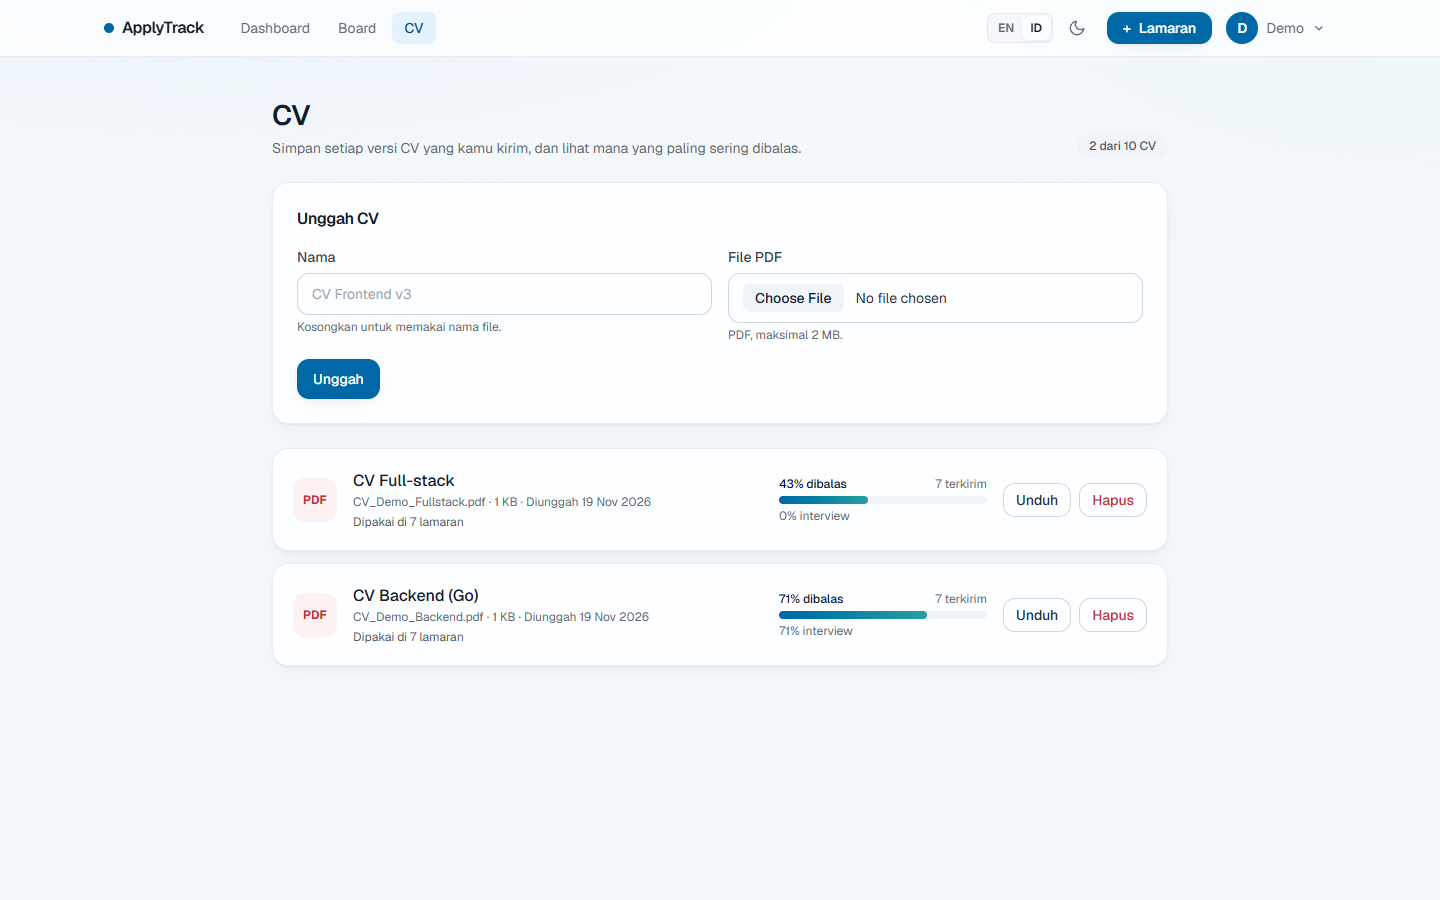 ApplyTrack Dashboard Board CV EN ID + Lamaran D Demo
CV
Simpan setiap versi CV yang kamu kirim, dan lihat mana yang paling sering dibalas.
2 dari 10 CV
Unggah CV
Nama
CV Frontend v3
Kosongkan untuk memakai nama file.
File PDF
Choose File No file chosen
PDF, maksimal 2 MB.
Unggah
PDF
CV Full-stack
CV_Demo_Fullstack.pdf · 1 KB · Diunggah 19 Nov 2026
Dipakai di 7 lamaran
43% dibalas 7 terkirim
0% interview
Unduh Hapus
PDF
CV Backend (Go)
CV_Demo_Backend.pdf · 1 KB · Diunggah 19 Nov 2026
Dipakai di 7 lamaran
71% dibalas 7 terkirim
71% interview
Unduh Hapus